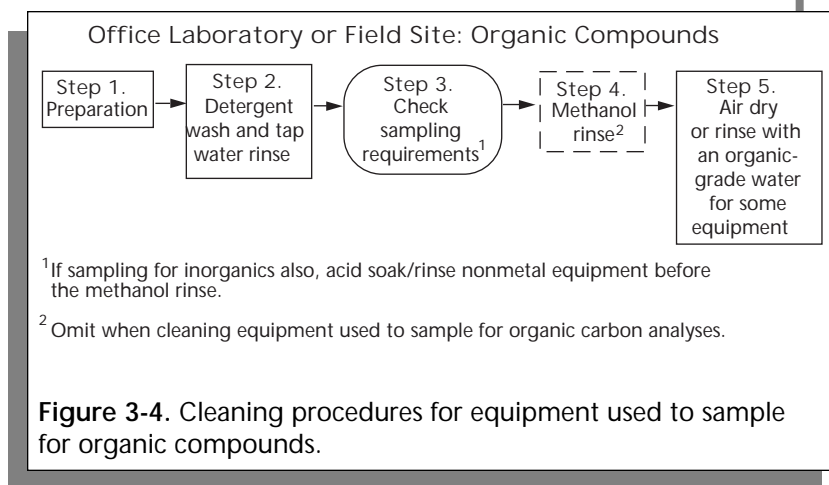 Office Laboratory or Field Site: Organic Compounds
Step 1.
Preparation
Step 2.
Detergent
wash and tap
water rinse
Step 3.
Check
sampling
requirements¹
Step 4.
Methanol
rinse²
Step 5.
Air dry
or rinse with
an organic-
grade water
for some
equipment
¹If sampling for inorganics also, acid soak/rinse nonmetal equipment before
the methanol rinse.
² Omit when cleaning equipment used to sample for organic carbon analyses.
Figure 3-4. Cleaning procedures for equipment used to sample
for organic compounds.